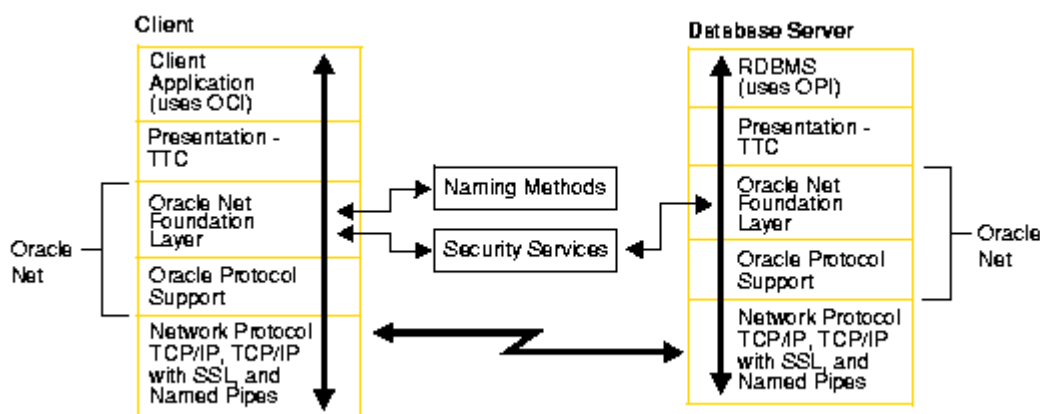 Client
Client
Application
(uses OCI)
Presentation -
TTC
Oracle Net
Foundation
Layer
Oracle Protocol
Support
Network Protocol
TCP/IP, TCP/IP
with SSL, and
Named Pipes
Oracle
Net
Naming Methods
Security Services
Database Server
RDBMS
(uses OPI)
Presentation -
TTC
Oracle Net
Foundation
Layer
Oracle Protocol
Support
Network Protocol
TCP/IP, TCP/IP
with SSL, and
Named Pipes
Oracle
Net